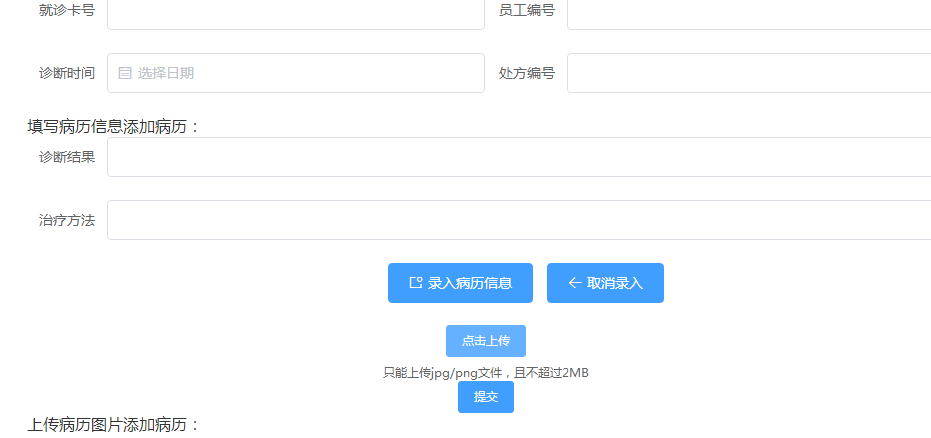 就诊卡号 员工编号
诊断时间 选择日期 处方编号
填写病历信息添加病历：
诊断结果
治疗方法
录入病历信息 取消录入
点击上传
只能上传jpg/png文件，且不超过2MB
提交
上传病历图片添加病历：